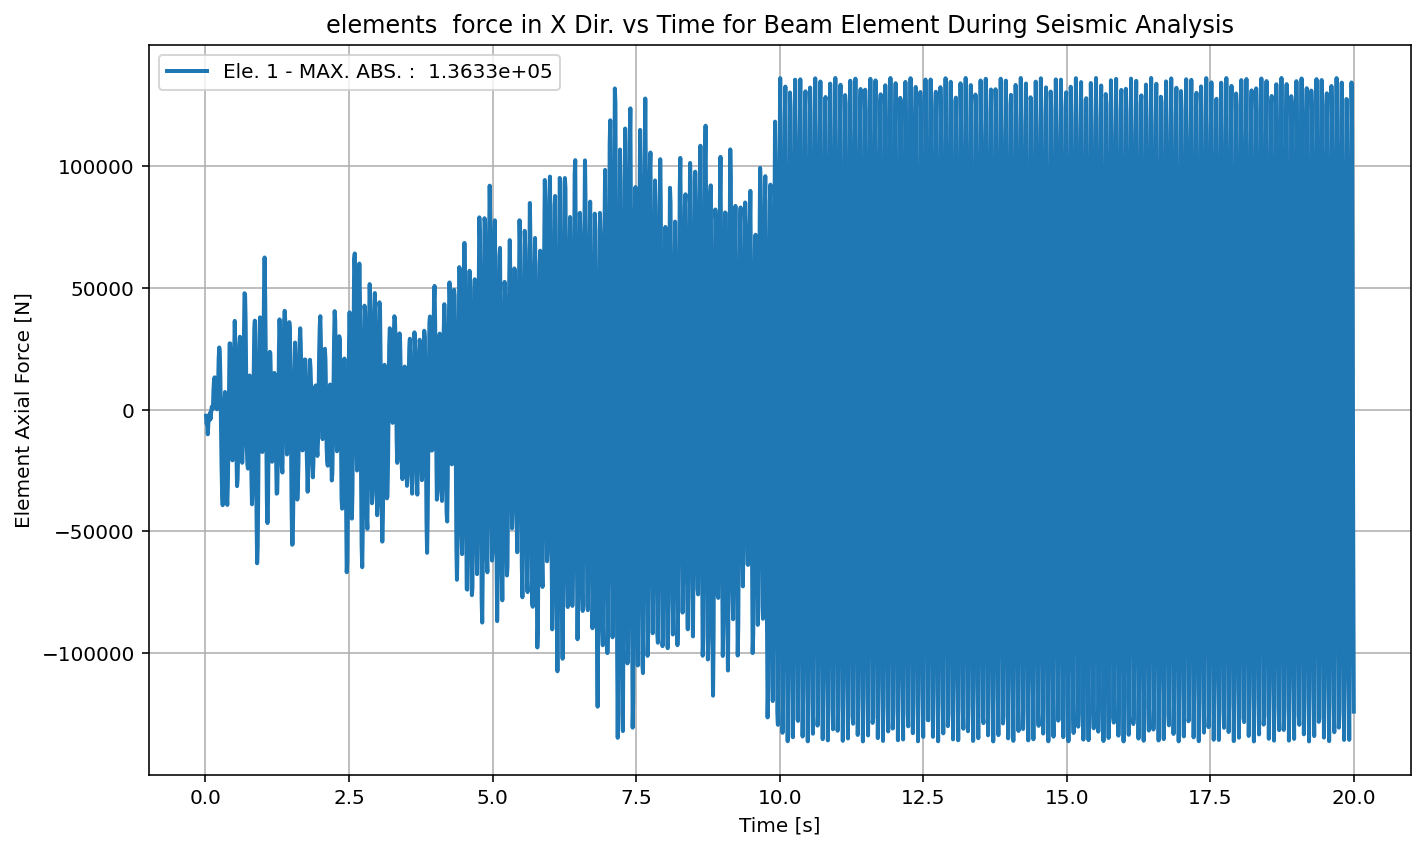 elements  force in X Dir. vs Time for Beam Element During Seismic Analysis
Ele. 1 - MAX. ABS. :  1.3633e+05
Element Axial Force [N]
100000
50000
0
−50000
−100000
0.0 2.5 5.0 7.5 10.0 12.5 15.0 17.5 20.0
Time [s]